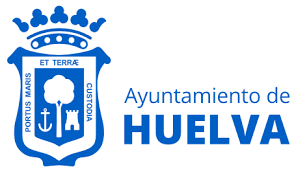 PORTUS MARIS
ET TERRÆ
CUSTODIA
Ayuntamiento de
HUELVA